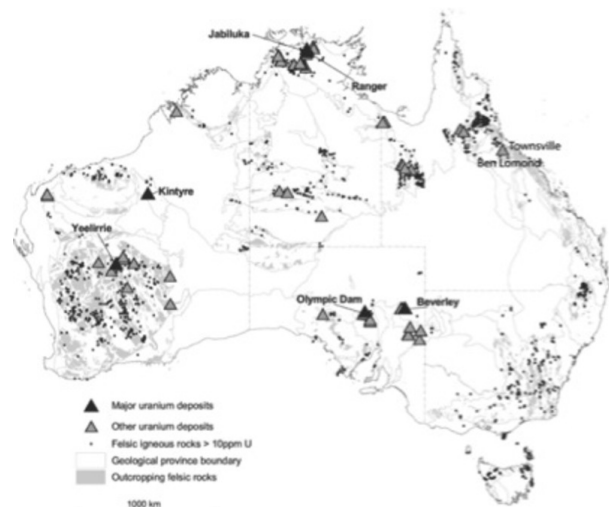 Jabiluka
Ranger
Townsville
Ben Lomond
Kintyre
Yeelirrie
Olympic Dam
Beverley
Major uranium deposits
Other uranium deposits
Felsic igneous rocks > 10ppm U
Geological province boundary
Outcropping felsic rocks
1000 km